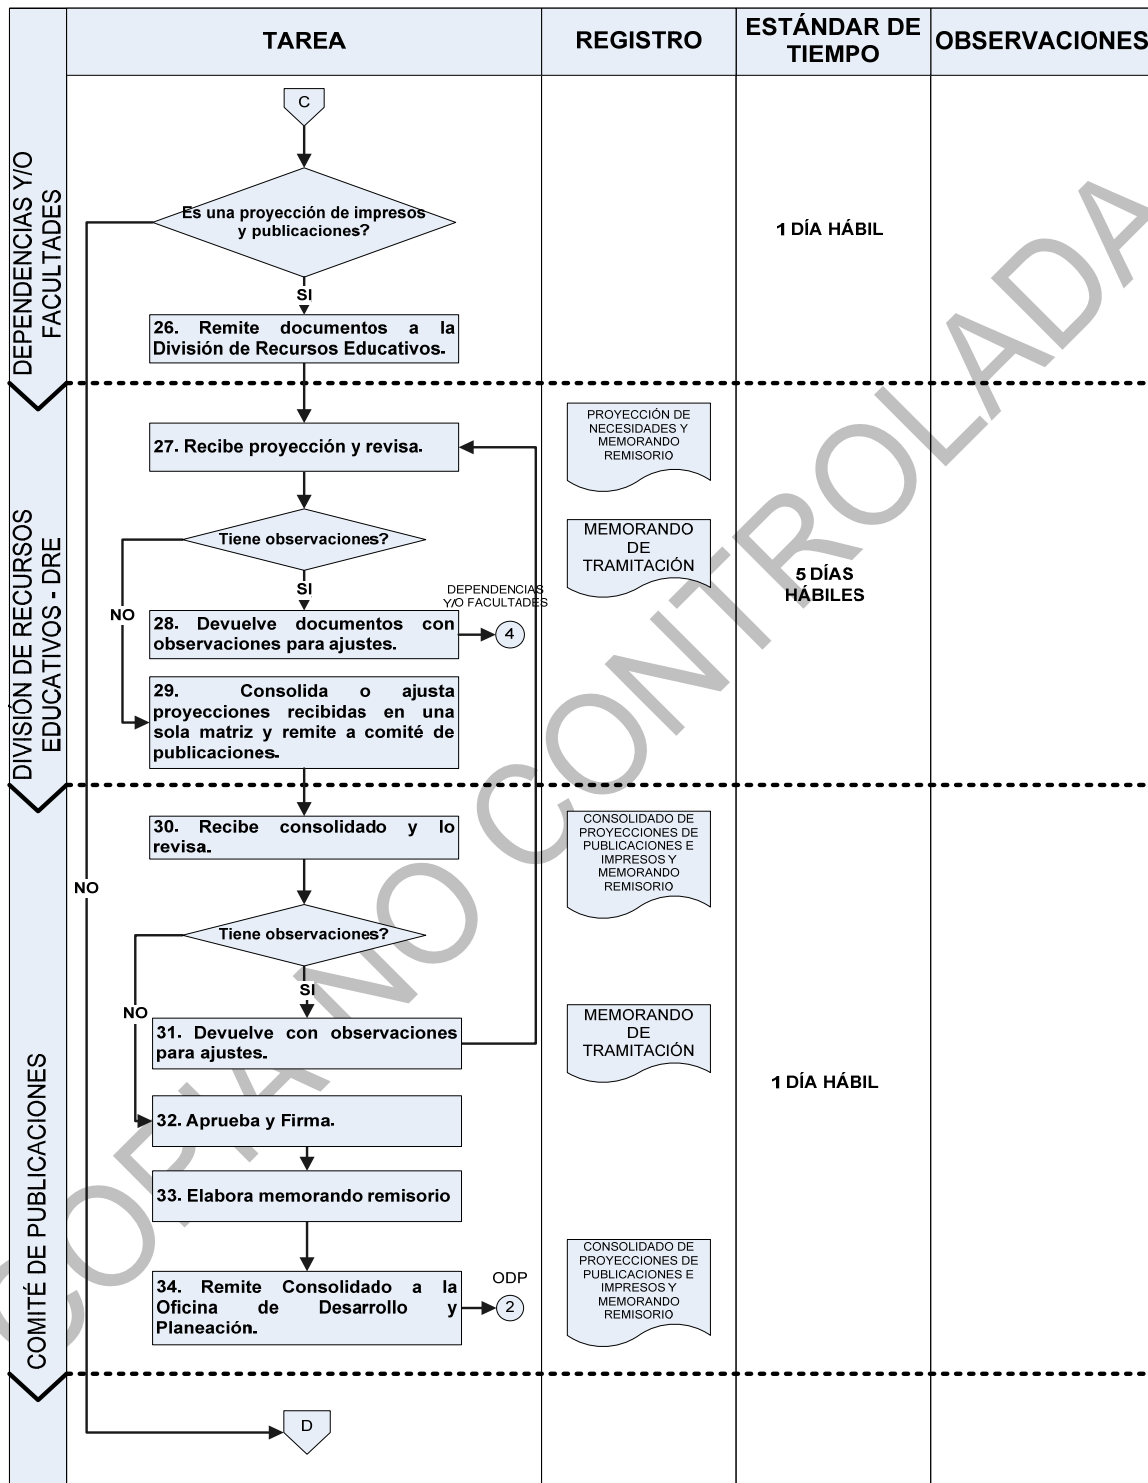 TAREA
REGISTRO
ESTÁNDAR DE
TIEMPO
OBSERVACIONES
DEPENDENCIAS Y/O
FACULTADES
C
Es una proyección de impresos
y publicaciones?
1 DÍA HÁBIL
SI
26. Remite documentos a la
División de Recursos Educativos.
DIVISIÓN DE RECURSOS
EDUCATIVOS - DRE
27. Recibe proyección y revisa.
PROYECCIÓN DE
NECESIDADES Y
MEMORANDO
REMISORIO
Tiene observaciones?
MEMORANDO
DE
TRAMITACIÓN
5 DÍAS
HÁBILES
SI
NO
DEPENDENCIAS
Y/O FACULTADES
28. Devuelve documentos con
observaciones para ajustes.
4
29. Consolida o ajusta
proyecciones recibidas en una
sola matriz y remite a comité de
publicaciones.
COMITÉ DE PUBLICACIONES
30. Recibe consolidado y lo
revisa.
CONSOLIDADO DE
PROYECCIONES DE
PUBLICACIONES E
IMPRESOS Y
MEMORANDO
REMISORIO
NO
Tiene observaciones?
SI
NO
31. Devuelve con observaciones
para ajustes.
MEMORANDO
DE
TRAMITACIÓN
1 DÍA HÁBIL
32. Aprueba y Firma.
33. Elabora memorando remisorio
34. Remite Consolidado a la
Oficina de Desarrollo y
Planeación.
ODP
2
CONSOLIDADO DE
PROYECCIONES DE
PUBLICACIONES E
IMPRESOS Y
MEMORANDO
REMISORIO
D
COPIA NO CONTROLADA